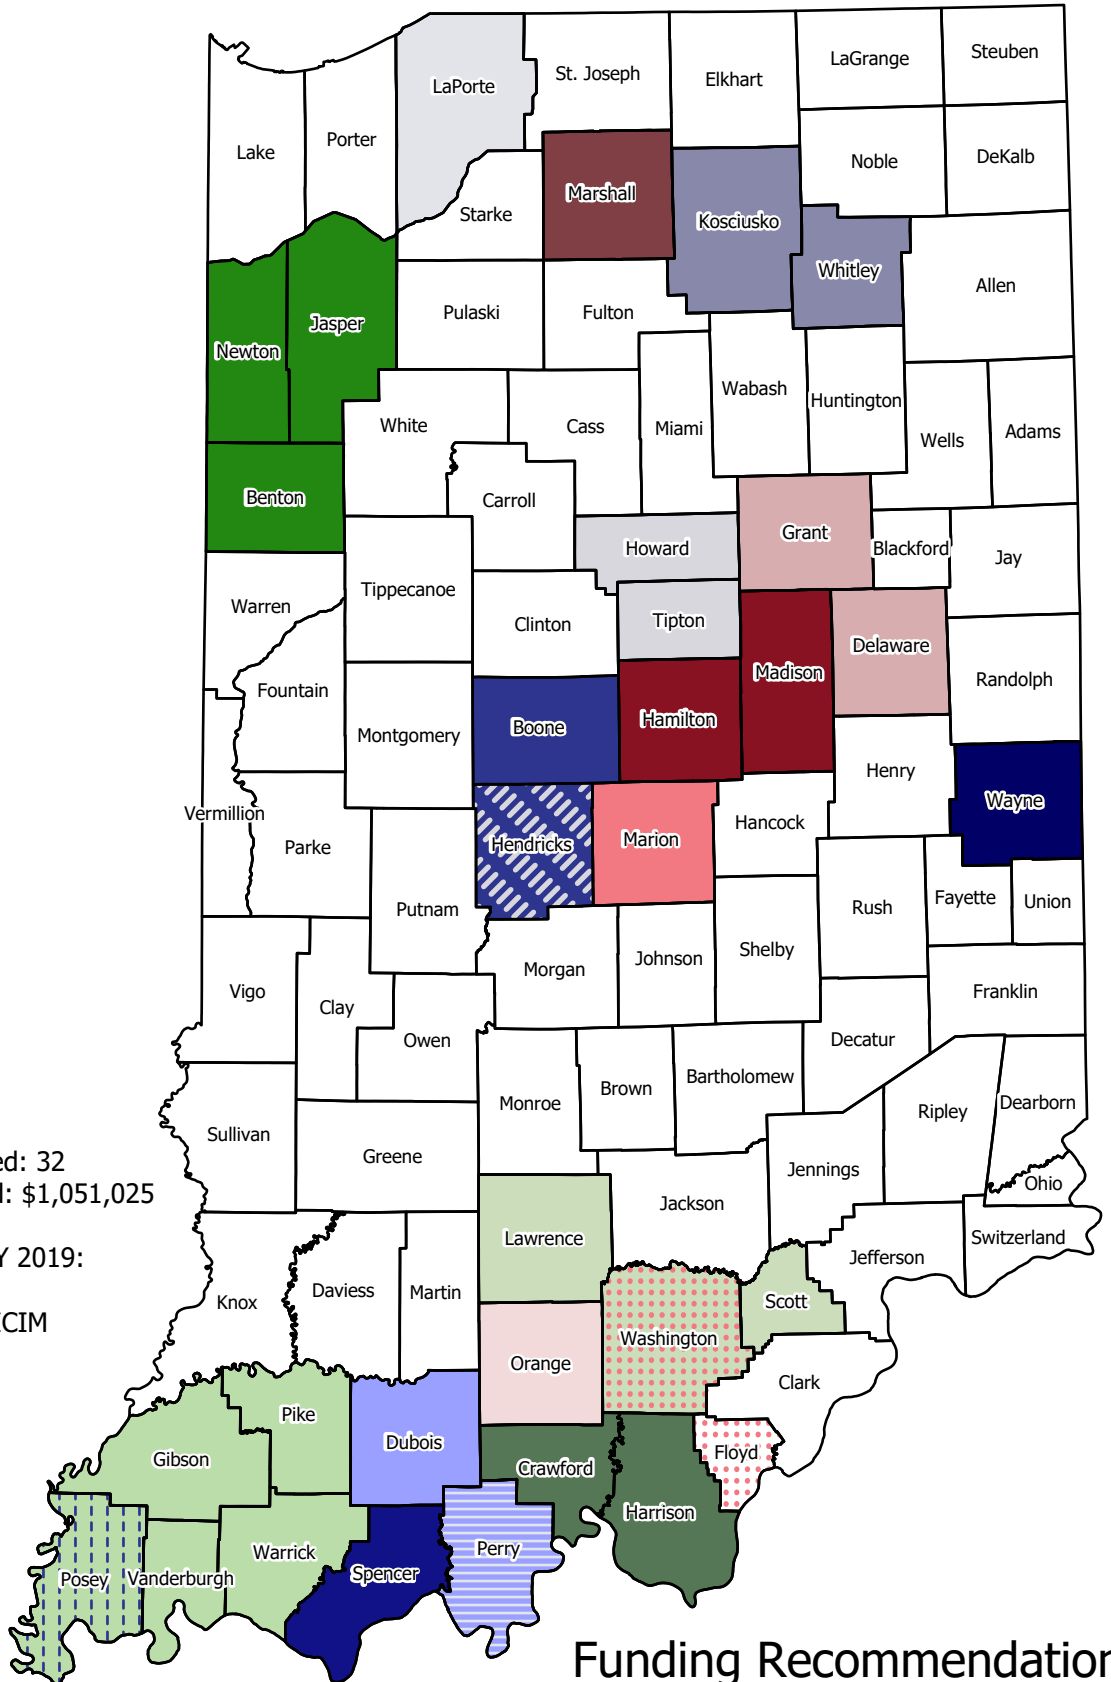 LaPorte
St. Joseph
Elkhart
LaGrange
Steuben
Lake
Porter
Noble
DeKalb
Marshall
Starke
Kosciusko
Whitley
Allen
Newton
Jasper
Pulaski
Fulton
White
Cass
Miami
Wabash
Huntington
Wells
Adams
Benton
Carroll
Howard
Grant
Blackford
Jay
Warren
Tippecanoe
Clinton
Tipton
Madison
Delaware
Randolph
Fountain
Montgomery
Boone
Hamilton
Henry
Wayne
Vermillion
Parke
Hendricks
Marion
Hancock
Putnam
Rush
Fayette
Union
Morgan
Johnson
Shelby
Vigo
Clay
Franklin
Owen
Decatur
Monroe
Brown
Bartholomew
Ripley
Dearborn
Sullivan
Greene
Jennings
Ohio
ed: 32
l: $1,051,025
Jackson
Lawrence
Switzerland
Jefferson
Y 2019:
Knox
Daviess
Martin
Scott
CIM
Washington
Orange
Clark
Pike
Dubois
Gibson
Crawford
Floyd
Harrison
Posey
Vanderburgh
Warrick
Spencer
Perry
Funding Recommendation